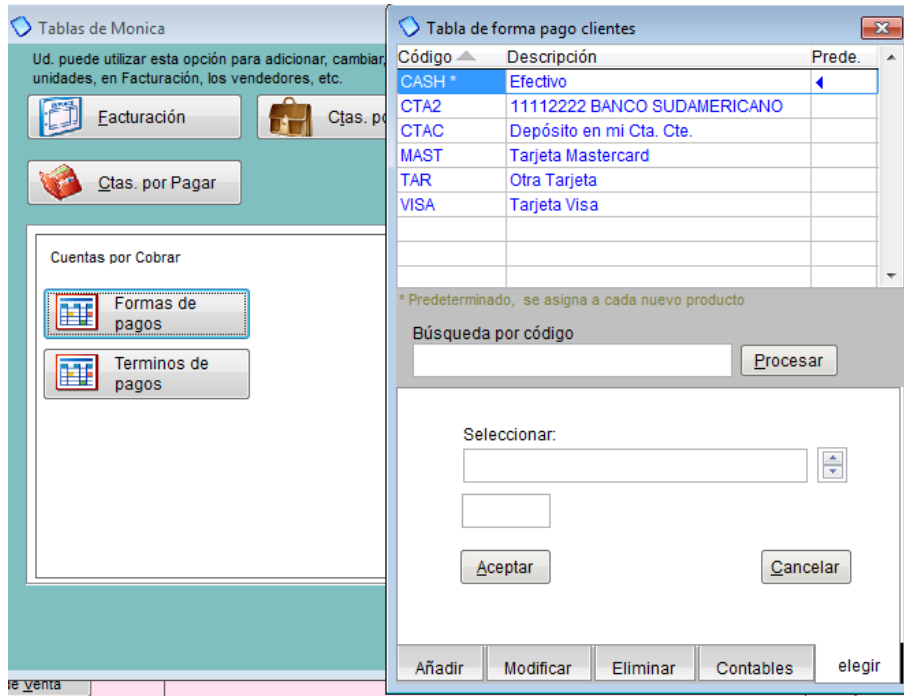 Tablas de Monica
Ud. puede utilizar esta opción para adicionar, cambiar,
unidades, en Facturación, los vendedores, etc.
Facturación
Ctas. po
Ctas. por Pagar
Cuentas por Cobrar
Formas de
pagos
Terminos de
pagos
de Venta
Tabla de forma pago clientes
Código Descripción Prede.
CASH * Efectivo
CTA2 11112222 BANCO SUDAMERICANO
CTAC Depósito en mi Cta. Cte.
MAST Tarjeta Mastercard
TAR Otra Tarjeta
VISA Tarjeta Visa
* Predeterminado, se asigna a cada nuevo producto
Búsqueda por código
Procesar
Seleccionar:
Aceptar Cancelar
Añadir Modificar Eliminar Contables elegir